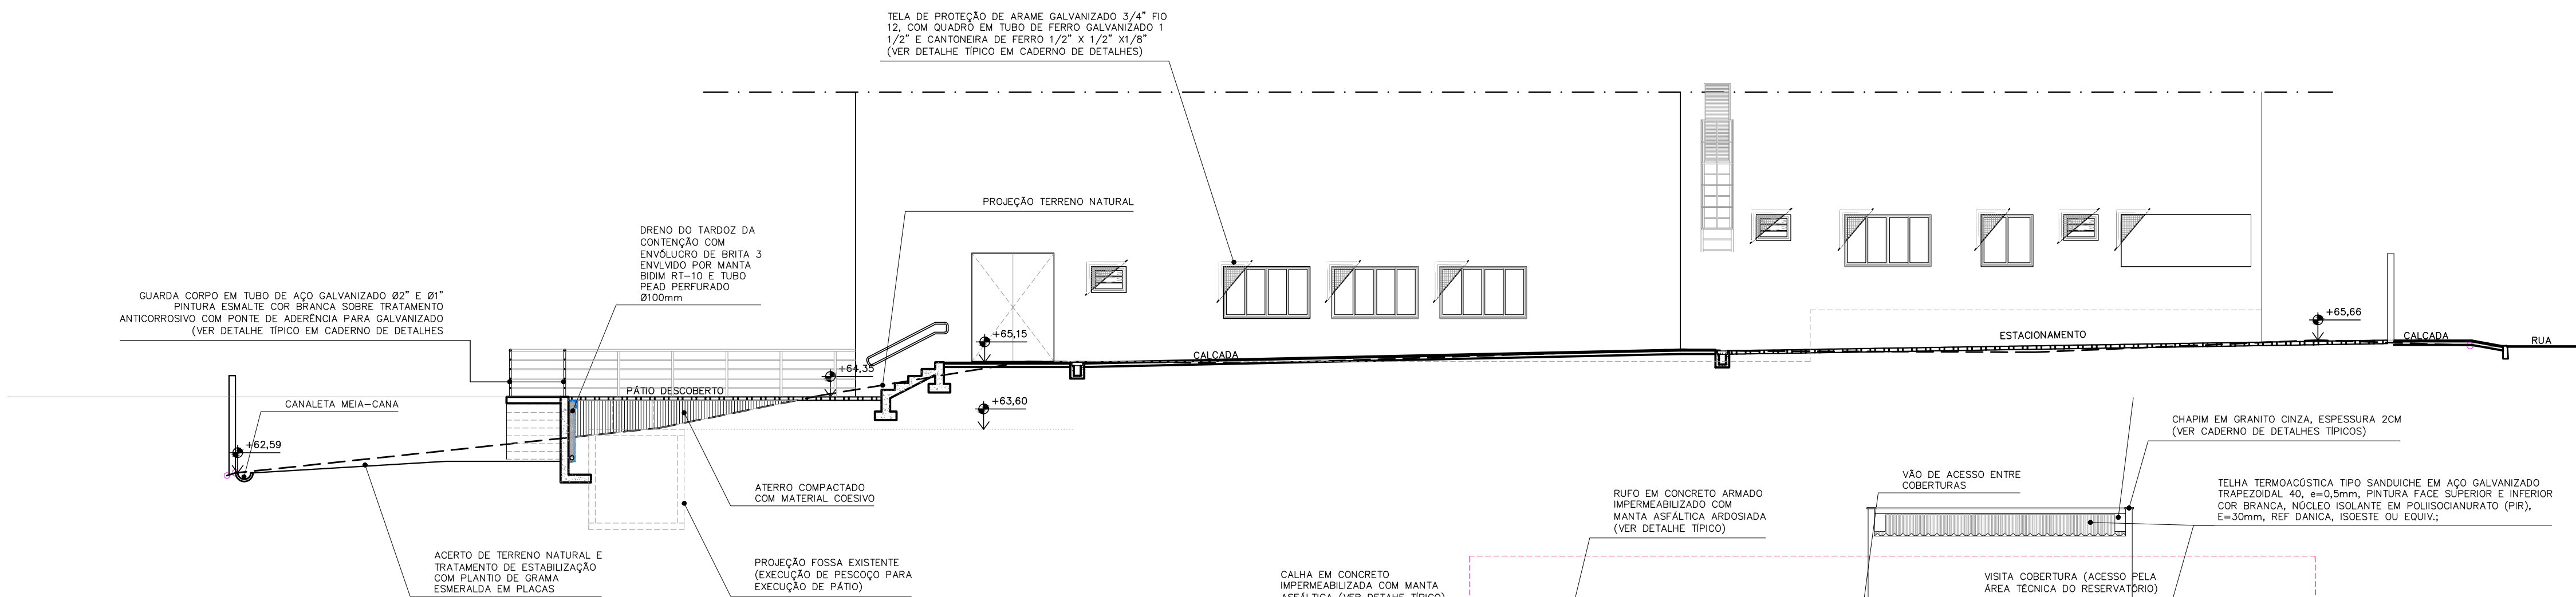 TELA DE PROTEÇÃO DE ARAME GALVANIZADO 3/4" FIO
12, COM QUADRO EM TUBO DE FERRO GALVANIZADO 1
1/2" E CANTONEIRA DE FERRO 1/2" X 1/2" X1/8"
(VER DETALHE TÍPICO EM CADERNO DE DETALHES)
PROJEÇÃO TERRENO NATURAL
DRENO DO TARDOZ DA
CONTENÇÃO COM
ENVÓLUCRO DE BRITA 3
ENVLVIDO POR MANTA
BIDIM RT-10 E TUBO
PEAD PERFURADO
Ø100mm
GUARDA CORPO EM TUBO DE AÇO GALVANIZADO Ø2" E Ø1"
PINTURA ESMALTE COR BRANCA SOBRE TRATAMENTO
ANTICORROSIVO COM PONTE DE ADERÊNCIA PARA GALVANIZADO
(VER DETALHE TÍPICO EM CADERNO DE DETALHES
+65,15
+65,66
ESTACIONAMENTO
CALÇADA
RUA
CALÇADA
+64,35
PÁTIO DESCOBERTO
+63,60
CANALETA MEIA-CANA
+62,59
CHAPIM EM GRANITO CINZA, ESPESSURA 2CM
(VER CADERNO DE DETALHES TÍPICOS)
VÃO DE ACESSO ENTRE
COBERTURAS
TELHA TERMOACÚSTICA TIPO SANDUICHE EM AÇO GALVANIZADO
TRAPEZOIDAL 40, e=0,5mm, PINTURA FACE SUPERIOR E INFERIOR
COR BRANCA, NÚCLEO ISOLANTE EM POLIISOCIANURATO (PIR),
E=30mm, REF DANICA, ISOESTE OU EQUIV.;
ATERRO COMPACTADO
COM MATERIAL COESIVO
RUFO EM CONCRETO ARMADO
IMPERMEABILIZADO COM
MANTA ASFÁLTICA ARDOSIADA
(VER DETALHE TÍPICO)
ACERTO DE TERRENO NATURAL E
TRATAMENTO DE ESTABILIZAÇÃO
COM PLANTIO DE GRAMA
ESMERALDA EM PLACAS
PROJEÇÃO FOSSA EXISTENTE
(EXECUÇÃO DE PESCOÇO PARA
EXECUÇÃO DE PÁTIO)
CALHA EM CONCRETO
IMPERMEABILIZADA COM MANTA
ASFÁLTICA (VER DETAHE TÍPICO)
VISITA COBERTURA (ACESSO PELA
ÁREA TÉCNICA DO RESERVATÓRIO)